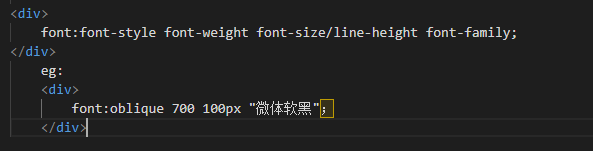 <div>
font:font-style font-weight font-size/line-height font-family;
</div>
eg:
<div>
font:oblique 700 100px "微体软黑"；
</div>